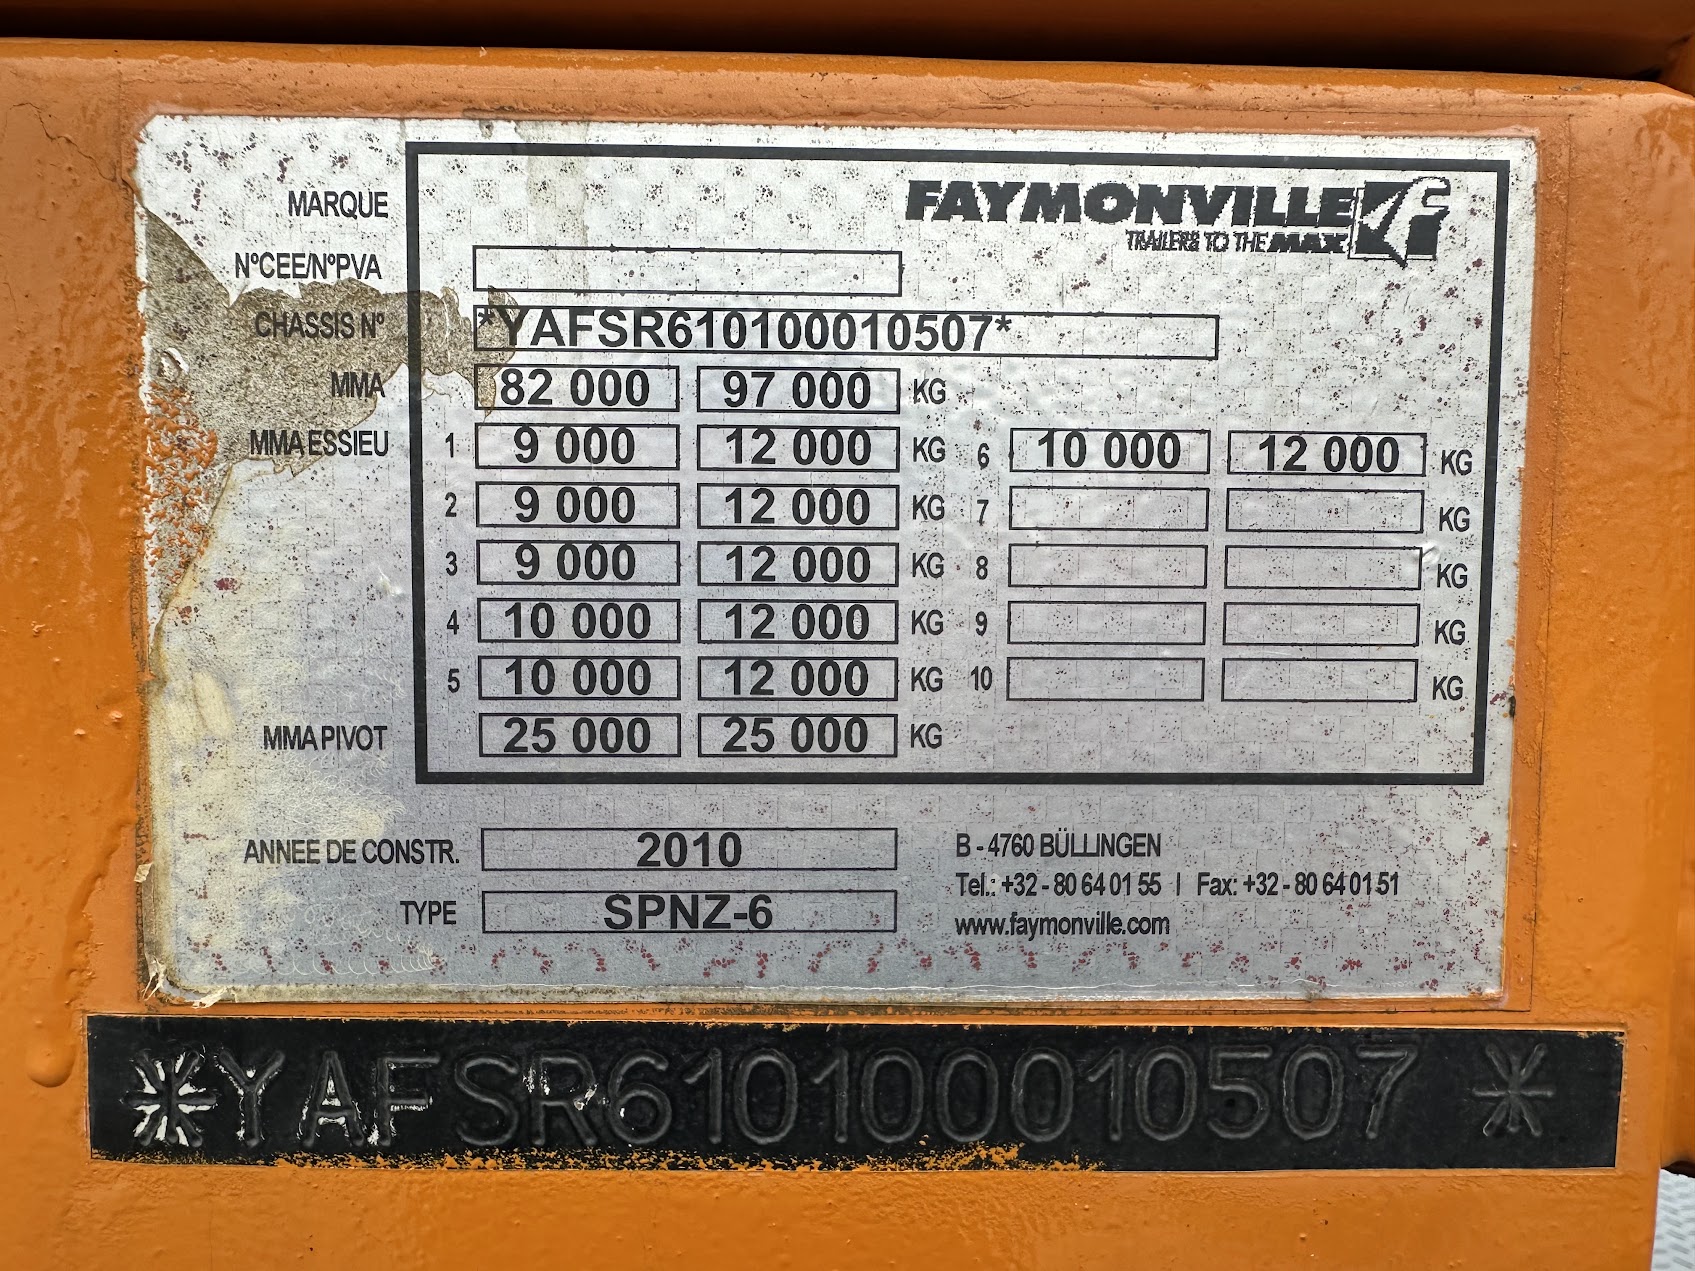 MARQUE FAYMONVILLE
TRAILERS TO THE MAX
NºCEE/NºPVA
CHASSIS Nº *YAFSR610100010507*
MMA 82 000 97 000 KG
MMA ESSIEU 1 9 000 12 000 KG 6 10 000 12 000 KG
2 9 000 12 000 KG 7 KG
3 9 000 12 000 KG 8 KG
4 10 000 12 000 KG 9 KG
5 10 000 12 000 KG 10 KG
MMA PIVOT 25 000 25 000 KG
ANNEE DE CONSTR. 2010 B - 4760 BÜLLINGEN
Tel.: +32 - 80 64 01 55 | Fax: +32 - 80 64 01 51
TYPE SPNZ-6 www.faymonville.com
*YAFSR610100010507*